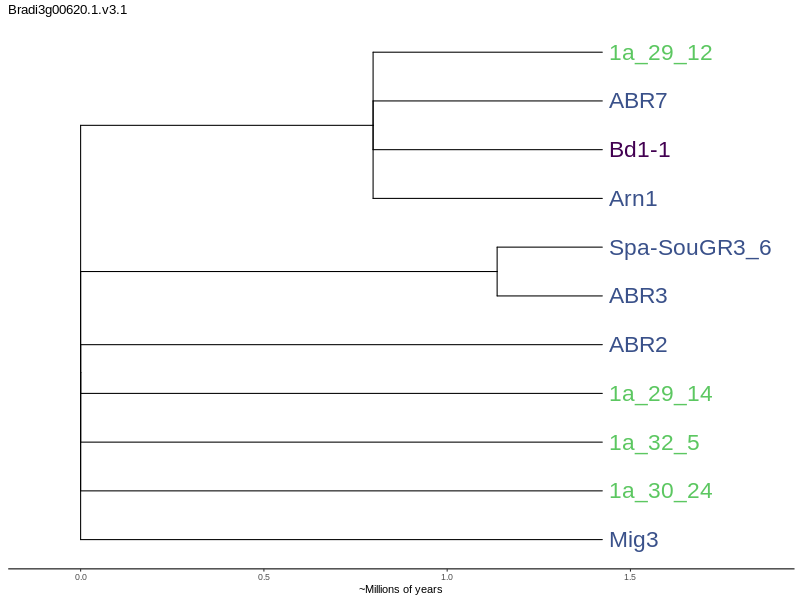 Bradi3g00620.1.v3.1
1a_29_12
ABR7
Bd1-1
Arn1
Spa-SouGR3_6
ABR3
ABR2
1a_29_14
1a_32_5
1a_30_24
Mig3
0.0 0.5 1.0 1.5
~Millions of years